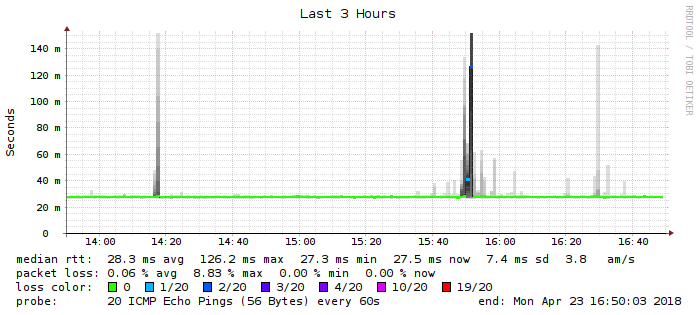 Last 3 Hours
RRDTOOL / TOBI OETIKER
Seconds
140 m
120 m
100 m
80 m
60 m
40 m
20 m
0
14:00 14:20 14:40 15:00 15:20 15:40 16:00 16:20 16:40
median rtt: 28.3 ms avg 126.2 ms max 27.3 ms min 27.5 ms now 7.4 ms sd 3.8 am/s
packet loss: 0.06 % avg 8.83 % max 0.00 % min 0.00 % now
loss color: 0 1/20 2/20 3/20 4/20 10/20 19/20
probe: 20 ICMP Echo Pings (56 Bytes) every 60s end: Mon Apr 23 16:50:03 2018